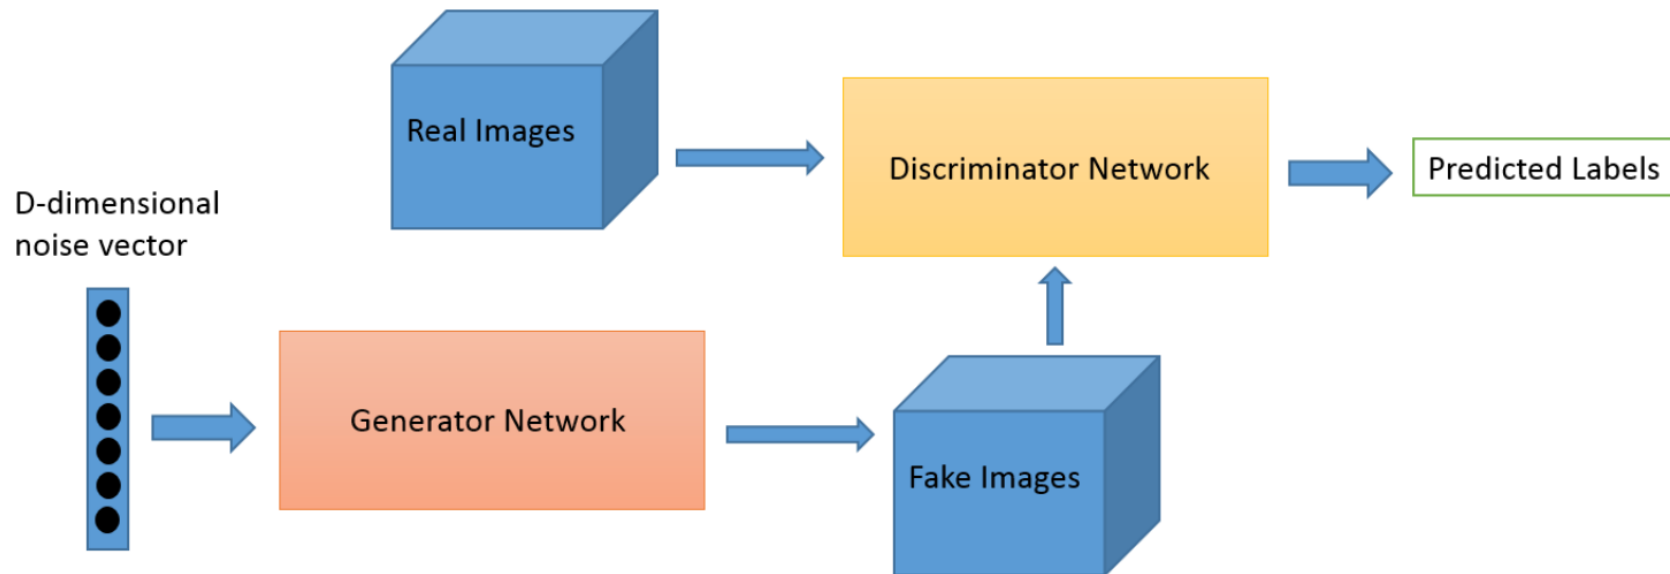 Real Images
Discriminator Network
Predicted Labels
D-dimensional
noise vector
Generator Network
Fake Images